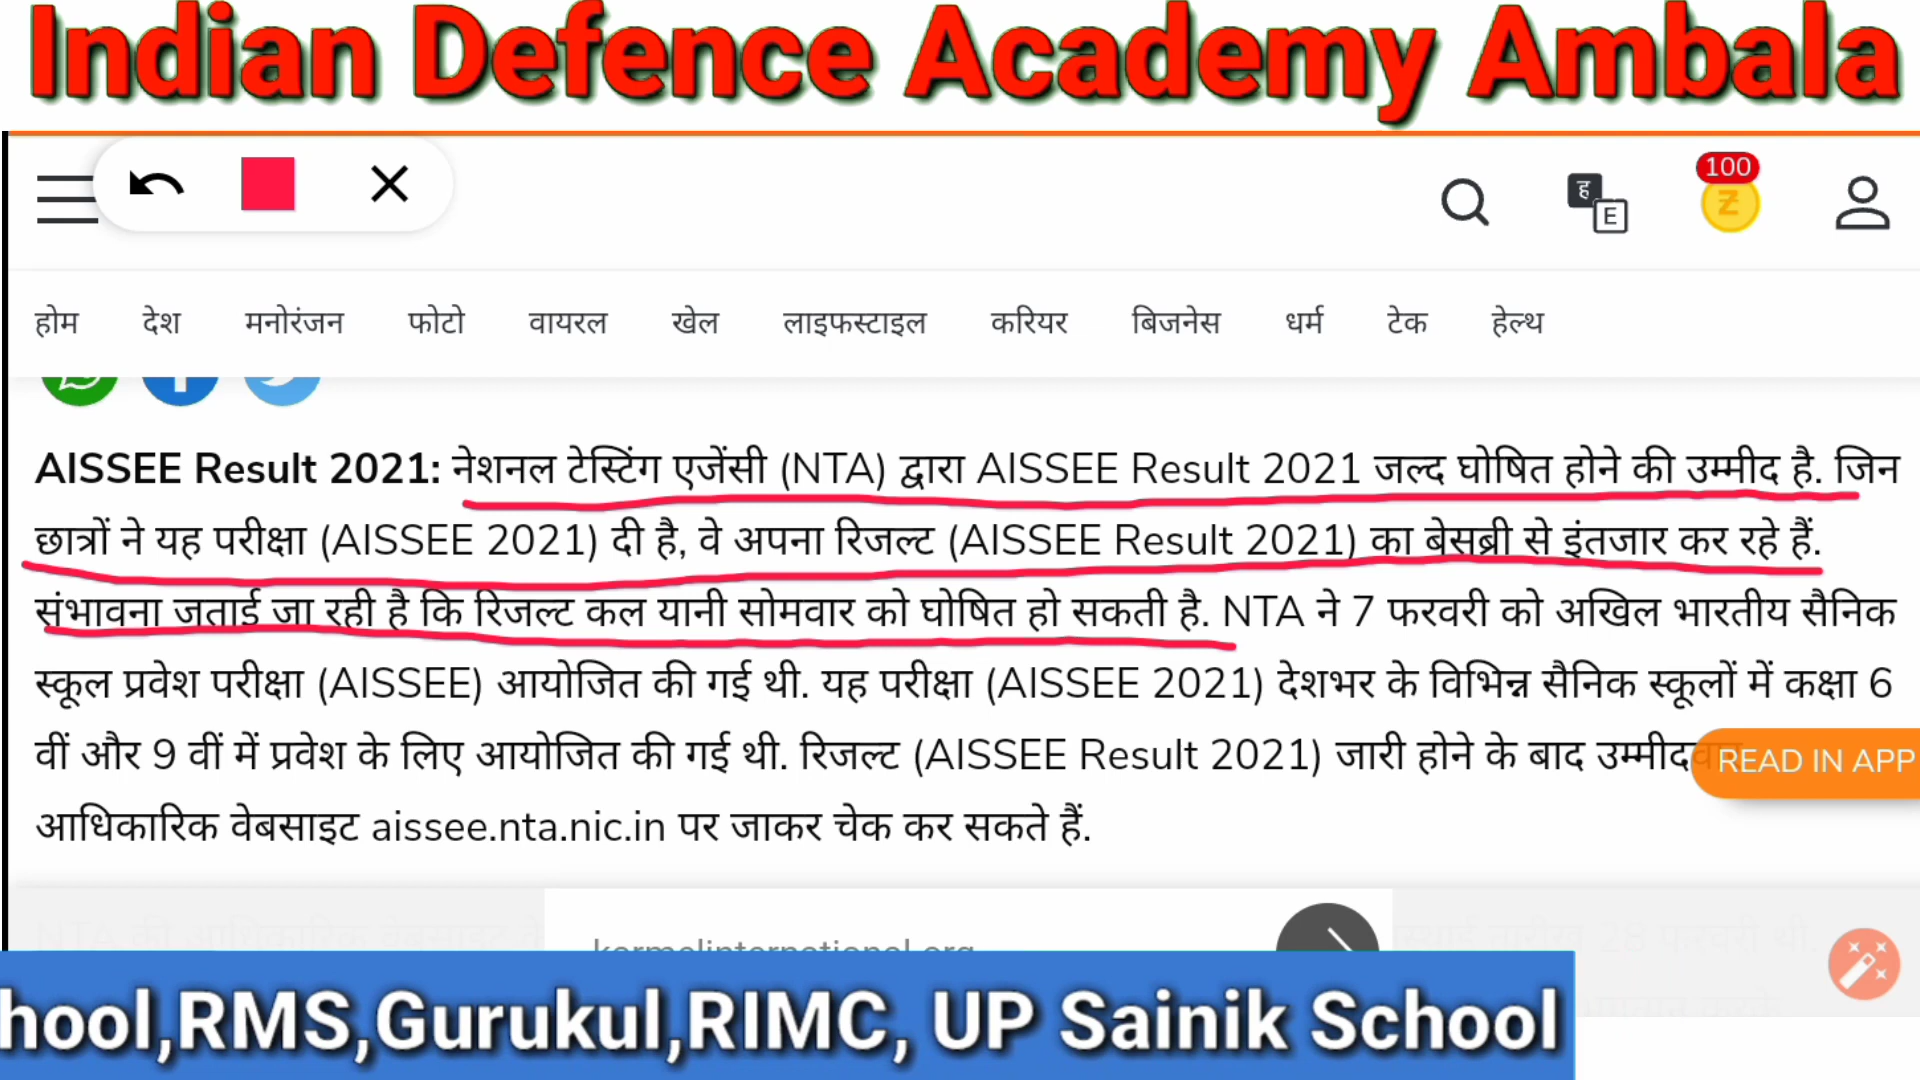 Indian Defence Academy Ambala
100
ह
E
Ƶ
होम देश मनोरंजन फोटो वायरल खेल लाइफस्टाइल करियर बिजनेस धर्म टेक हेल्थ
AISSEE Result 2021: नेशनल टेस्टिंग एजेंसी (NTA) द्वारा AISSEE Result 2021 जल्द घोषित होने की उम्मीद है. जिन
छात्रों ने यह परीक्षा (AISSEE 2021) दी है, वे अपना रिजल्ट (AISSEE Result 2021) का बेसब्री से इंतजार कर रहे हैं.
संभावना जताई जा रही है कि रिजल्ट कल यानी सोमवार को घोषित हो सकती है. NTA ने 7 फरवरी को अखिल भारतीय सैनिक
स्कूल प्रवेश परीक्षा (AISSEE) आयोजित की गई थी. यह परीक्षा (AISSEE 2021) देशभर के विभिन्न सैनिक स्कूलों में कक्षा 6
वीं और 9 वीं में प्रवेश के लिए आयोजित की गई थी. रिजल्ट (AISSEE Result 2021) जारी होने के बाद उम्मीदवार
READ IN APP
आधिकारिक वेबसाइट aissee.nta.nic.in पर जाकर चेक कर सकते हैं.
hool,RMS,Gurukul,RIMC, UP Sainik School